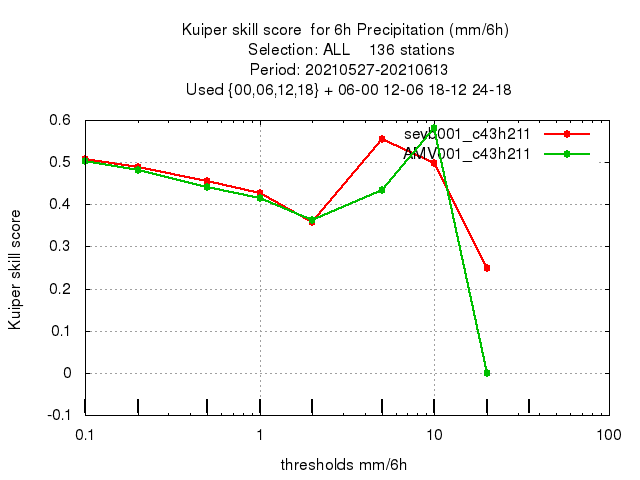 Kuiper skill score  for 6h Precipitation (mm/6h)
Selection: ALL    136 stations
Period: 20210527-20210613
Used {00,06,12,18} + 06-00 12-06 18-12 24-18
AMV001_c43h211
0.6
0.5
0.4
0.3
0.2
0.1
0
-0.1
Kuiper skill score
0.1
1
10
100
thresholds mm/6h